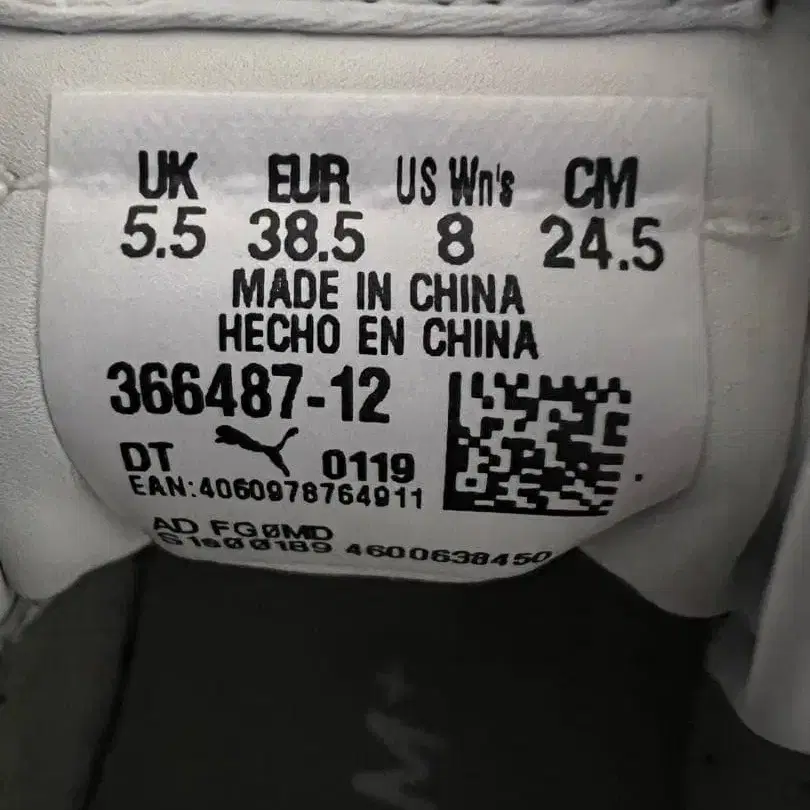 UK EUR US Wn's CM
5.5 38.5 8 24.5
MADE IN CHINA
HECHO EN CHINA
366487-12
DT 0119
EAN:4060978764911
AD FG0MD
4600638450
M+